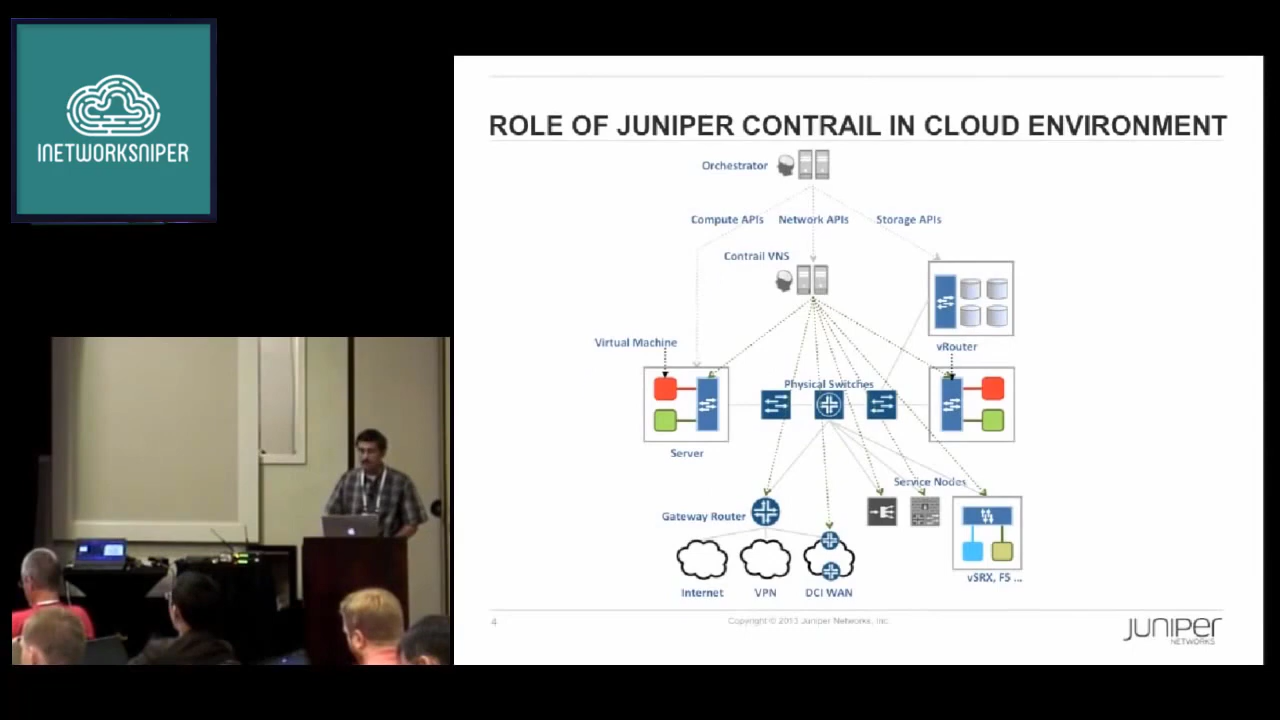 INETWORKSNIPER
ROLE OF JUNIPER CONTRAIL IN CLOUD ENVIRONMENT
Orchestrator
Compute APIs
Network APIs
Storage APIs
Contrail VNS
Virtual Machine
vRouter
Physical Switches
Server
Service Nodes
Gateway Router
vSRX, F5 ...
Internet
VPN
DCI WAN
4
Copyright © 2013 Juniper Networks, Inc.
JUNIPER
NETWORKS